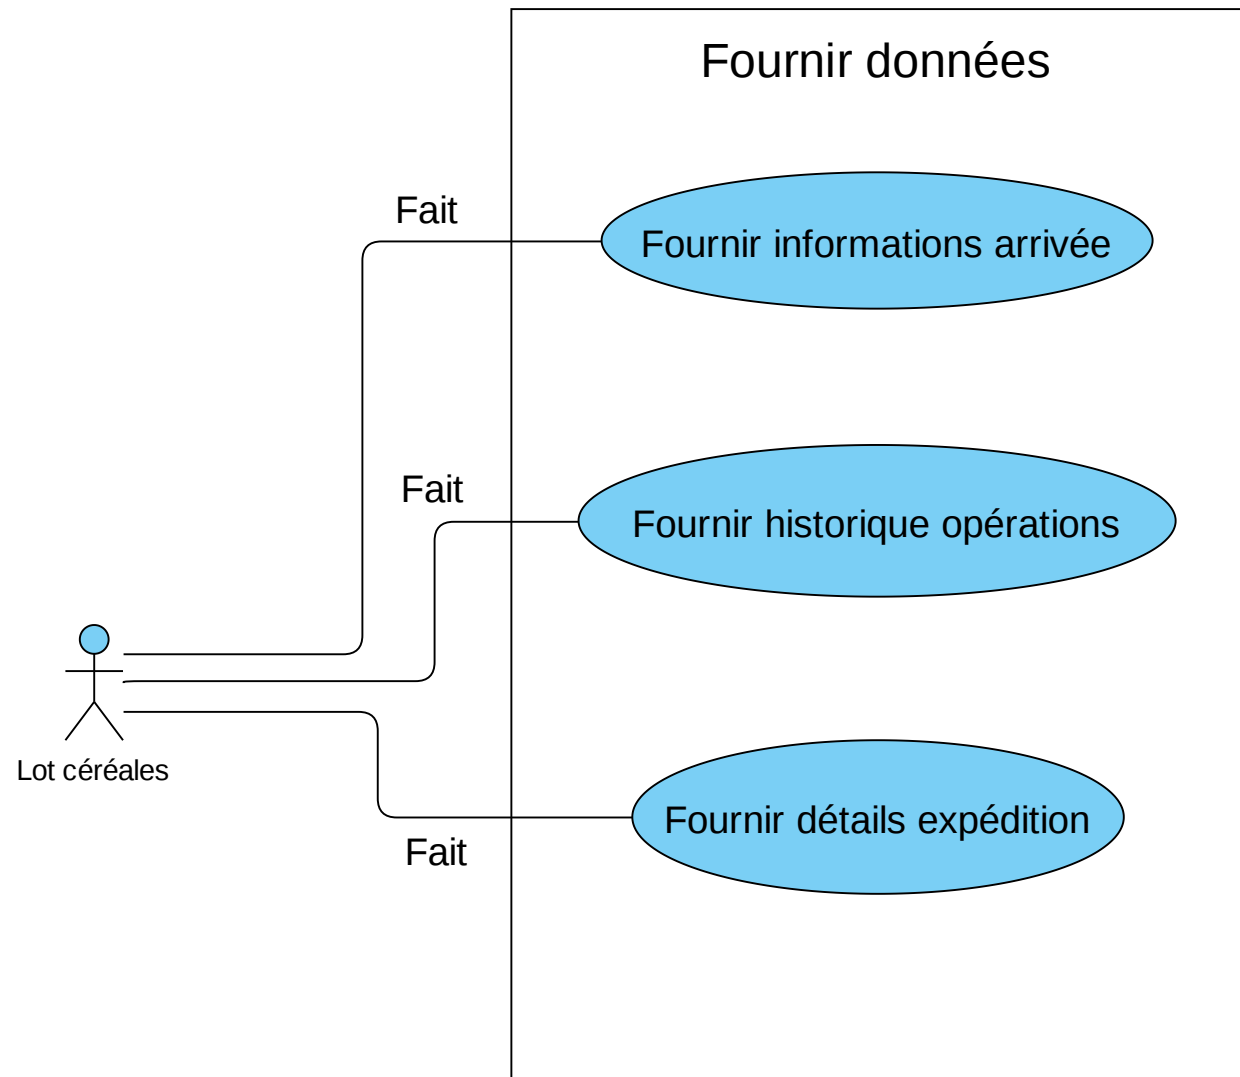 Fournir données
Fait
Fournir informations arrivée
Fait
Fournir historique opérations
Lot céréales
Fournir détails expédition
Fait